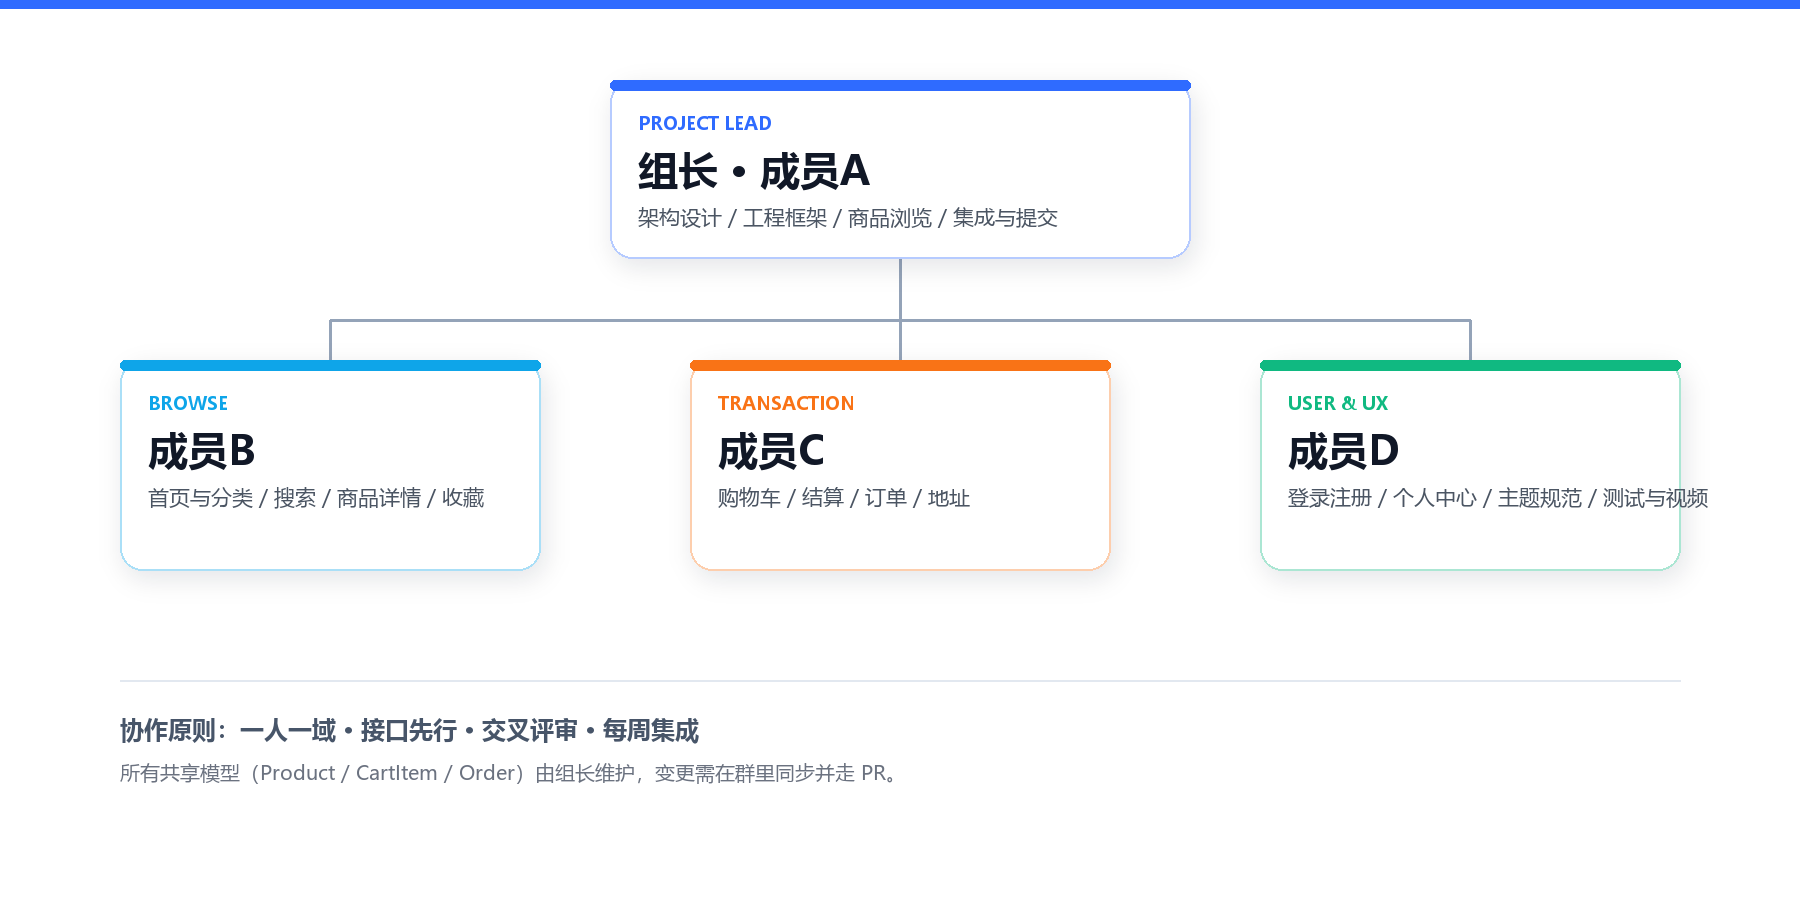 PROJECT LEAD
组长 • 成员A
架构设计 / 工程框架 / 商品浏览 / 集成与提交
BROWSE
成员B
首页与分类 / 搜索 / 商品详情 / 收藏
TRANSACTION
成员C
购物车 / 结算 / 订单 / 地址
USER & UX
成员D
登录注册 / 个人中心 / 主题规范 / 测试与视频
协作原则：一人一域 • 接口先行 • 交叉评审 • 每周集成
所有共享模型（Product / CartItem / Order）由组长维护，变更需在群里同步并走 PR。